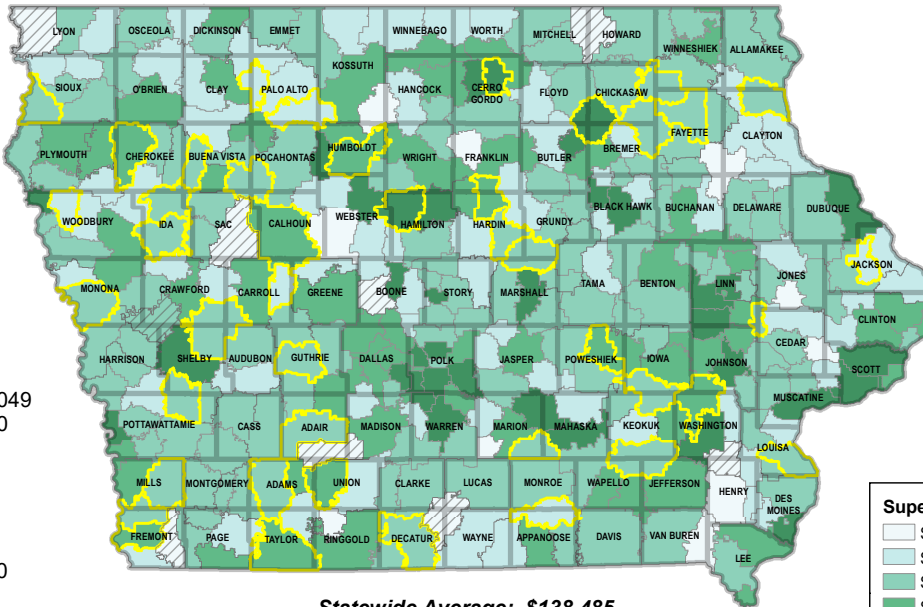 LYON OSCEOLA DICKINSON EMMET WINNEBAGO WORTH MITCHELL HOWARD
KOSSUTH WINNESHIEK ALLAMAKEE
SIOUX O'BRIEN CLAY PALO ALTO HANCOCK CERRO GORDO FLOYD CHICKASAW
PLYMOUTH CHEROKEE BUENA VISTA POCAHONTAS HUMBOLDT WRIGHT FRANKLIN BUTLER BREMER FAYETTE CLAYTON
WOODBURY IDA SAC CALHOUN WEBSTER HAMILTON HARDIN GRUNDY BLACK HAWK BUCHANAN DELAWARE DUBUQUE
MONONA CRAWFORD CARROLL GREENE BOONE STORY MARSHALL TAMA BENTON LINN JONES JACKSON
HARRISON SHELBY AUDUBON GUTHRIE DALLAS POLK JASPER POWESHIEK IOWA JOHNSON CEDAR CLINTON
SCOTT
049
0
POTTAWATTAMIE CASS ADAIR MADISON WARREN MARION MAHASKA KEOKUK WASHINGTON MUSCATINE
LOUISA
MILLS MONTGOMERY ADAMS UNION CLARKE LUCAS MONROE WAPELLO JEFFERSON HENRY DES MOINES
FREMONT PAGE TAYLOR RINGGOLD DECATUR WAYNE APPANOOSE DAVIS VAN BUREN LEE
0
Supe
S
S
S
S
Statewide Average: $138,485